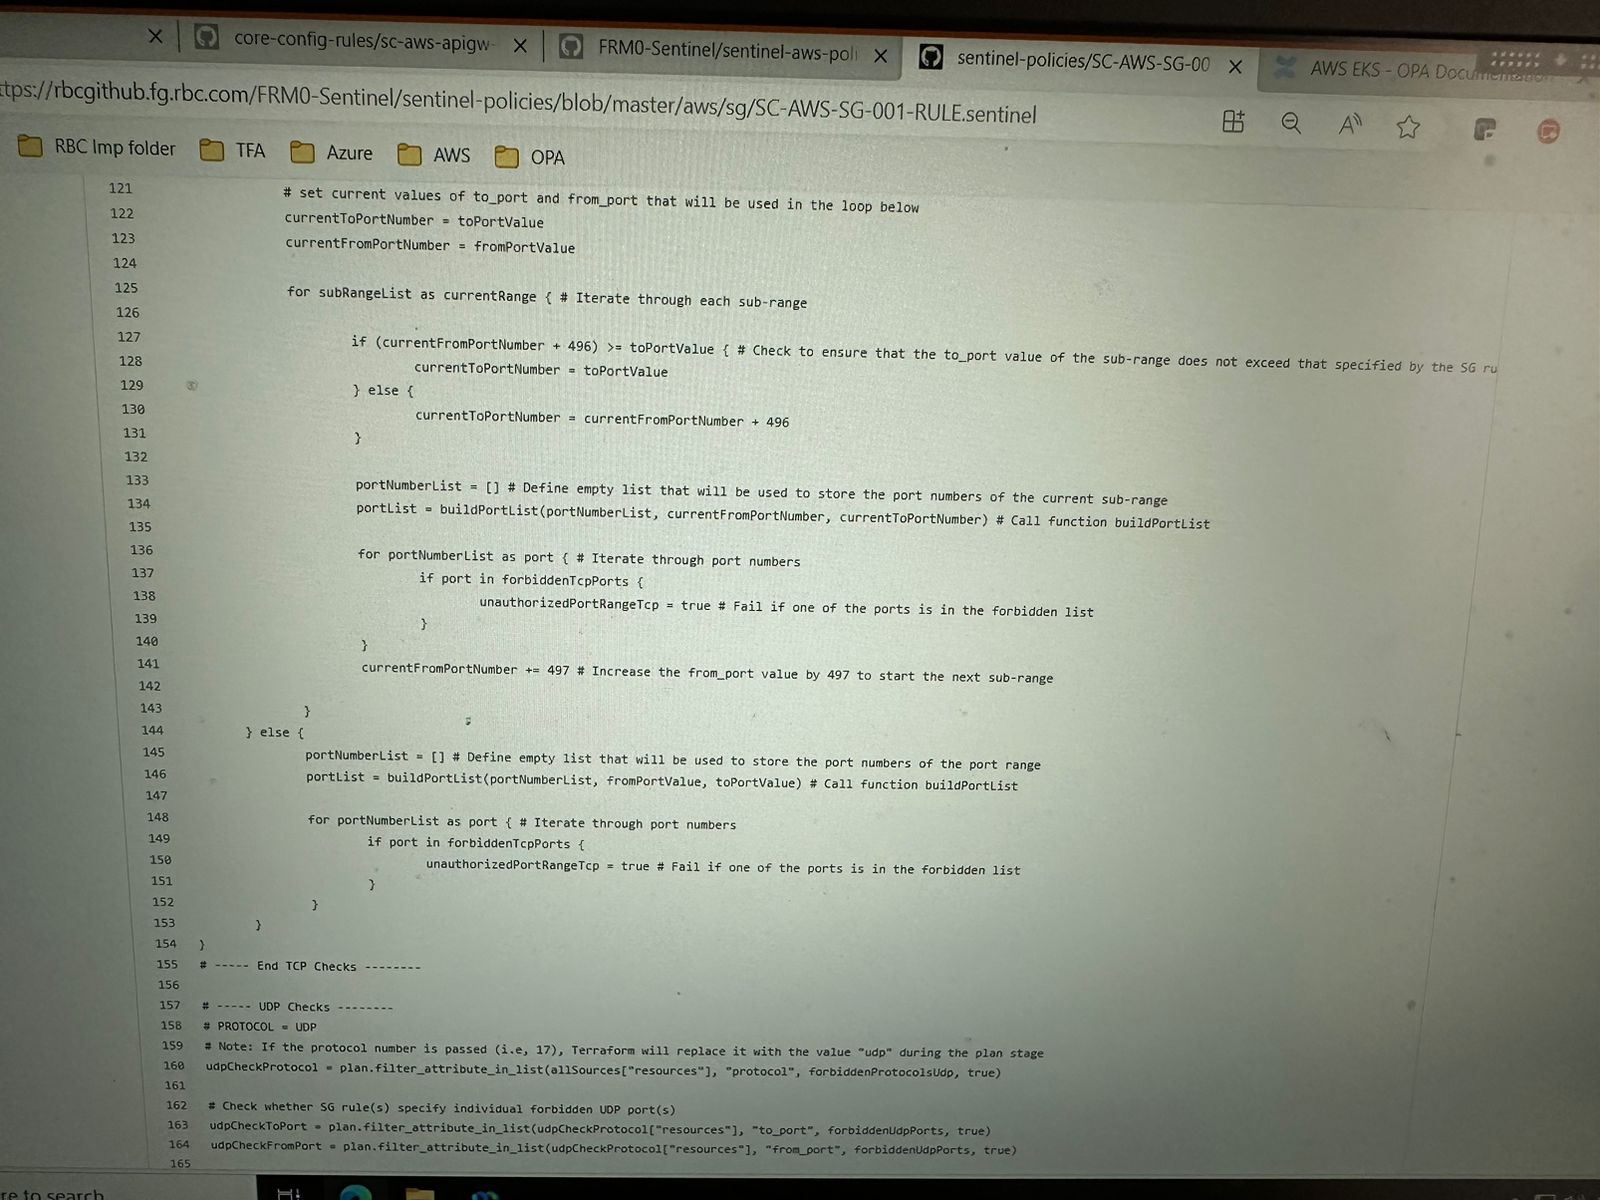 core-config-rules/sc-aws-apigw-
FRM0-Sentinel/sentinel-aws-poli
sentinel-policies/SC-AWS-SG-00
AWS EKS - OPA Documentation
ttps://rbcgithub.fg.rbc.com/FRM0-Sentinel/sentinel-policies/blob/master/aws/sg/SC-AWS-SG-001-RULE.sentinel
RBC Imp folder TFA Azure AWS OPA
121 # set current values of to_port and from_port that will be used in the loop below
122 currentToPortNumber = toPortValue
123 currentFromPortNumber = fromPortValue
124
125 for subRangeList as currentRange { # Iterate through each sub-range
126
127 if (currentFromPortNumber + 496) >= toPortValue { # Check to ensure that the to_port value of the sub-range does not exceed that specified by the SG ru
128 currentToPortNumber = toPortValue
129 } else {
130 currentToPortNumber = currentFromPortNumber + 496
131 }
132
133 portNumberList = [] # Define empty list that will be used to store the port numbers of the current sub-range
134 portList = buildPortList(portNumberList, currentFromPortNumber, currentToPortNumber) # Call function buildPortList
135
136 for portNumberList as port { # Iterate through port numbers
137 if port in forbiddenTcpPorts {
138 unauthorizedPortRangeTcp = true # Fail if one of the ports is in the forbidden list
139 }
140 }
141 currentFromPortNumber += 497 # Increase the from_port value by 497 to start the next sub-range
142
143 }
144 } else {
145 portNumberList = [] # Define empty list that will be used to store the port numbers of the port range
146 portList = buildPortList(portNumberList, fromPortValue, toPortValue) # Call function buildPortList
147
148 for portNumberList as port { # Iterate through port numbers
149 if port in forbiddenTcpPorts {
150 unauthorizedPortRangeTcp = true # Fail if one of the ports is in the forbidden list
151 }
152 }
153 }
154 }
155 # ----- End TCP Checks --------
156
157 # ----- UDP Checks --------
158 # PROTOCOL = UDP
159 # Note: If the protocol number is passed (i.e, 17), Terraform will replace it with the value "udp" during the plan stage
160 udpCheckProtocol = plan.filter_attribute_in_list(allSources["resources"], "protocol", forbiddenProtocolsUdp, true)
161
162 # Check whether SG rule(s) specify individual forbidden UDP port(s)
163 udpCheckToPort = plan.filter_attribute_in_list(udpCheckProtocol["resources"], "to_port", forbiddenUdpPorts, true)
164 udpCheckFromPort = plan.filter_attribute_in_list(udpCheckProtocol["resources"], "from_port", forbiddenUdpPorts, true)
165
re to search